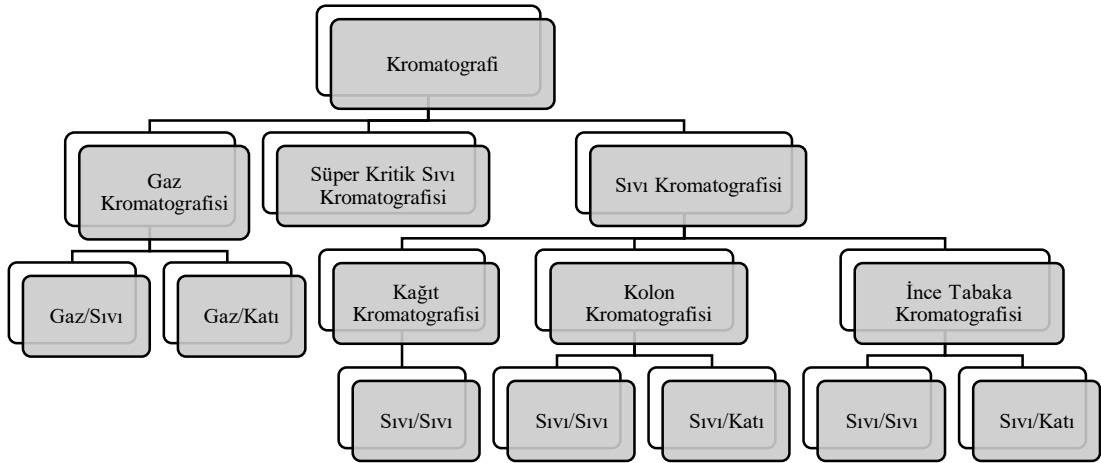 Kromatografi
Gaz
Kromatografisi
Süper Kritik Sıvı
Kromatografisi
Sıvı Kromatografisi
Gaz/Sıvı
Gaz/Katı
Kağıt
Kromatografisi
Kolon
Kromatografisi
İnce Tabaka
Kromatografisi
Sıvı/Sıvı
Sıvı/Sıvı
Sıvı/Katı
Sıvı/Sıvı
Sıvı/Katı